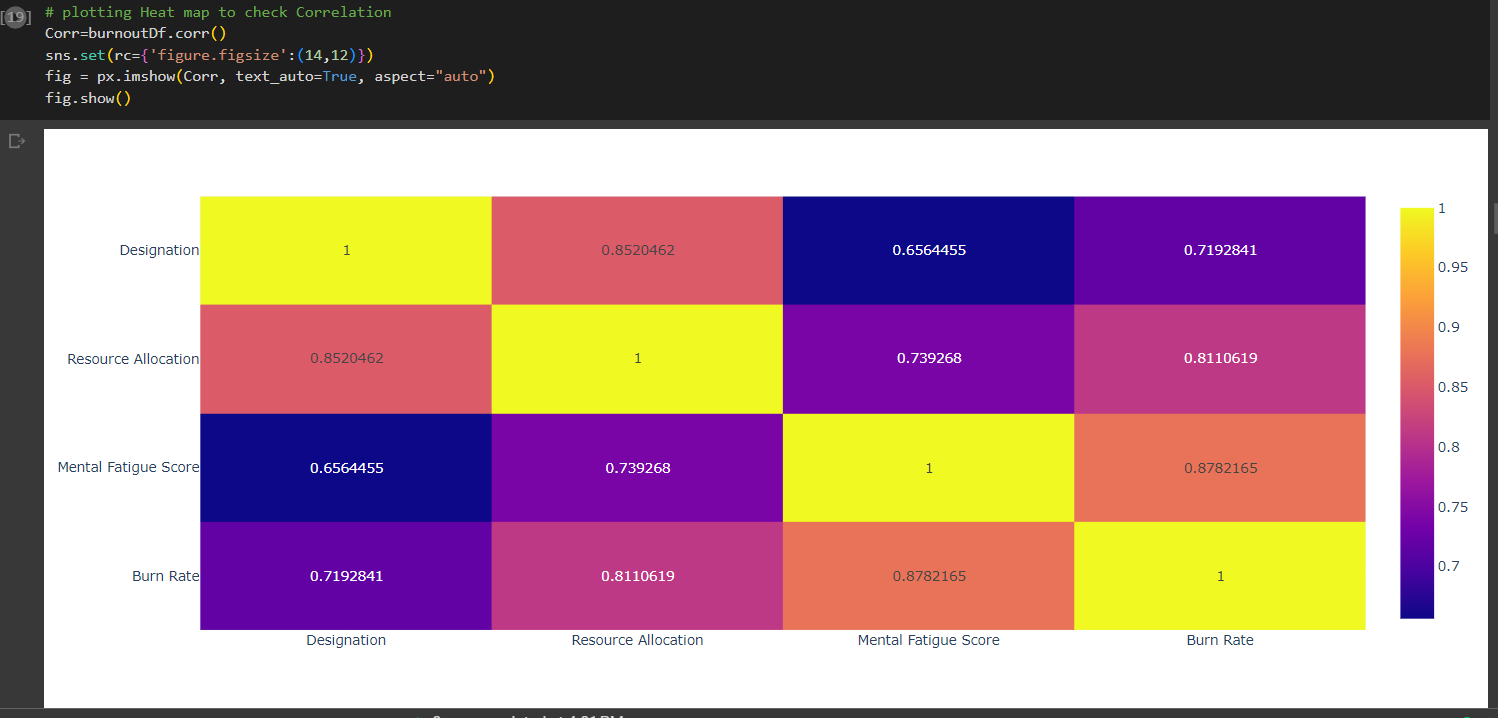 [19]
# plotting Heat map to check Correlation
Corr=burnoutDf.corr()
sns.set(rc={'figure.figsize':(14,12)})
fig = px.imshow(Corr, text_auto=True, aspect="auto")
fig.show()
Designation 1 0.8520462 0.6564455 0.7192841
Resource Allocation 0.8520462 1 0.739268 0.8110619
Mental Fatigue Score 0.6564455 0.739268 1 0.8782165
Burn Rate 0.7192841 0.8110619 0.8782165 1
Designation Resource Allocation Mental Fatigue Score Burn Rate
1
0.95
0.9
0.85
0.8
0.75
0.7